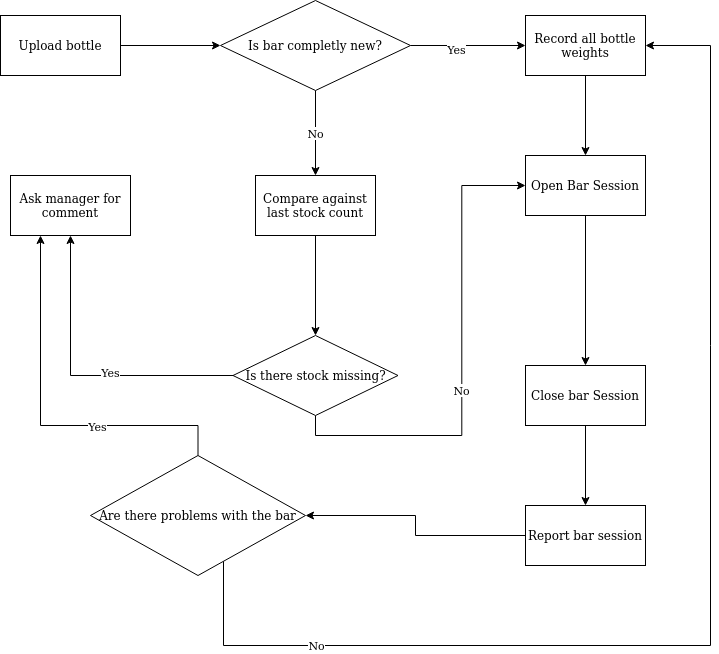 Upload bottle
Is bar completly new?
Yes
Record all bottle
weights
No
Ask manager for
comment
Compare against
last stock count
Open Bar Session
Yes
Is there stock missing?
No
Close bar Session
Yes
Are there problems with the bar
Report bar session
No